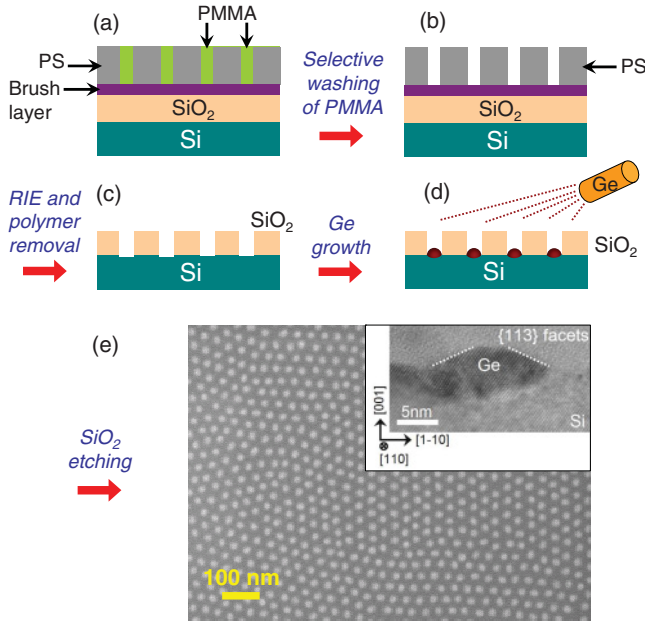 (a)
PMMA
(b)
PS
Brush
layer
SiO₂
Si
Selective
washing
of PMMA
PS
SiO₂
Si
RIE and
polymer
removal
(c)
SiO₂
Si
Ge
growth
(d)
Ge
SiO₂
Si
(e)
SiO₂
etching
100 nm
{113} facets
Ge
[001]
5nm
Si
[1-10]
[110]